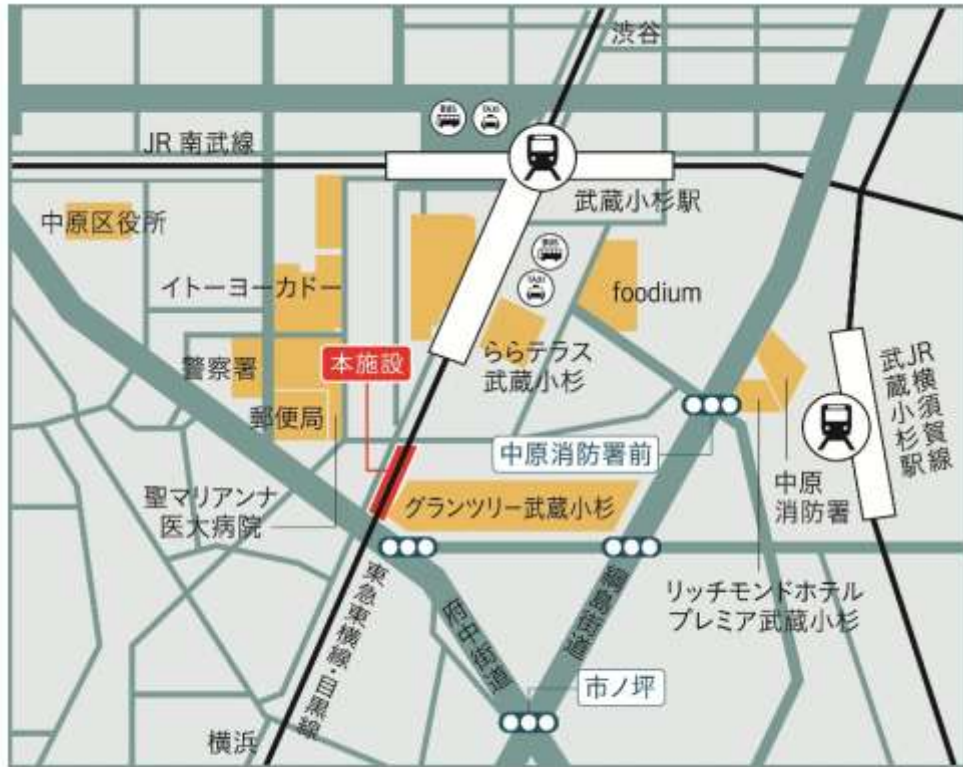 渋谷
BUS
TAXI
JR 南武線
武蔵小杉駅
中原区役所
BUS
TAXI
イトーヨーカドー
foodium
警察署
本施設
ららテラス
武蔵小杉
JR横須賀線
武蔵小杉駅
郵便局
中原消防署前
聖マリアンナ
医大病院
グランツリー武蔵小杉
中原
消防署
東急東横線・目黒線
府中街道
綱島街道
リッチモンドホテル
プレミア武蔵小杉
市ノ坪
横浜